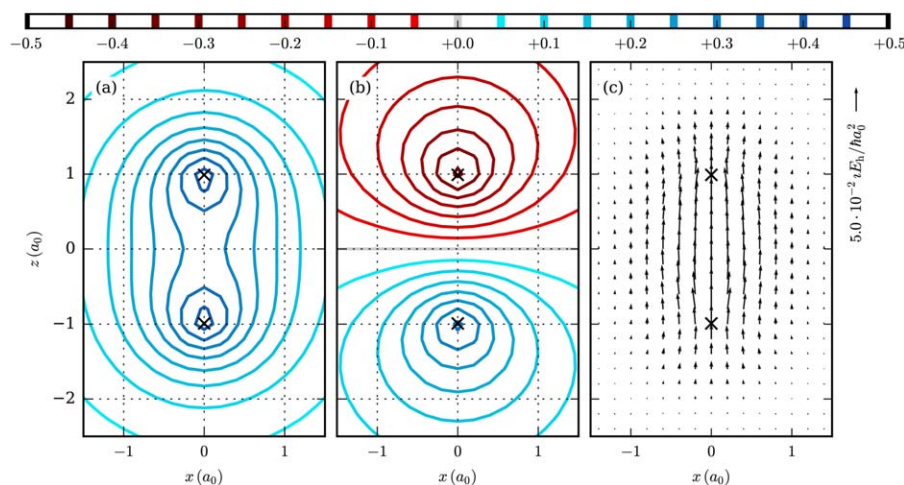 −0.5 −0.4 −0.3 −0.2 −0.1 +0.0 +0.1 +0.2 +0.3 +0.4 +0.5
(a) (b) (c)
2
1
0
−1
−2
z (a₀)
−1 0 1 −1 0 1 −1 0 1
x (a₀) x (a₀) x (a₀)
5.0 · 10⁻² ıEₕ/ħa₀²